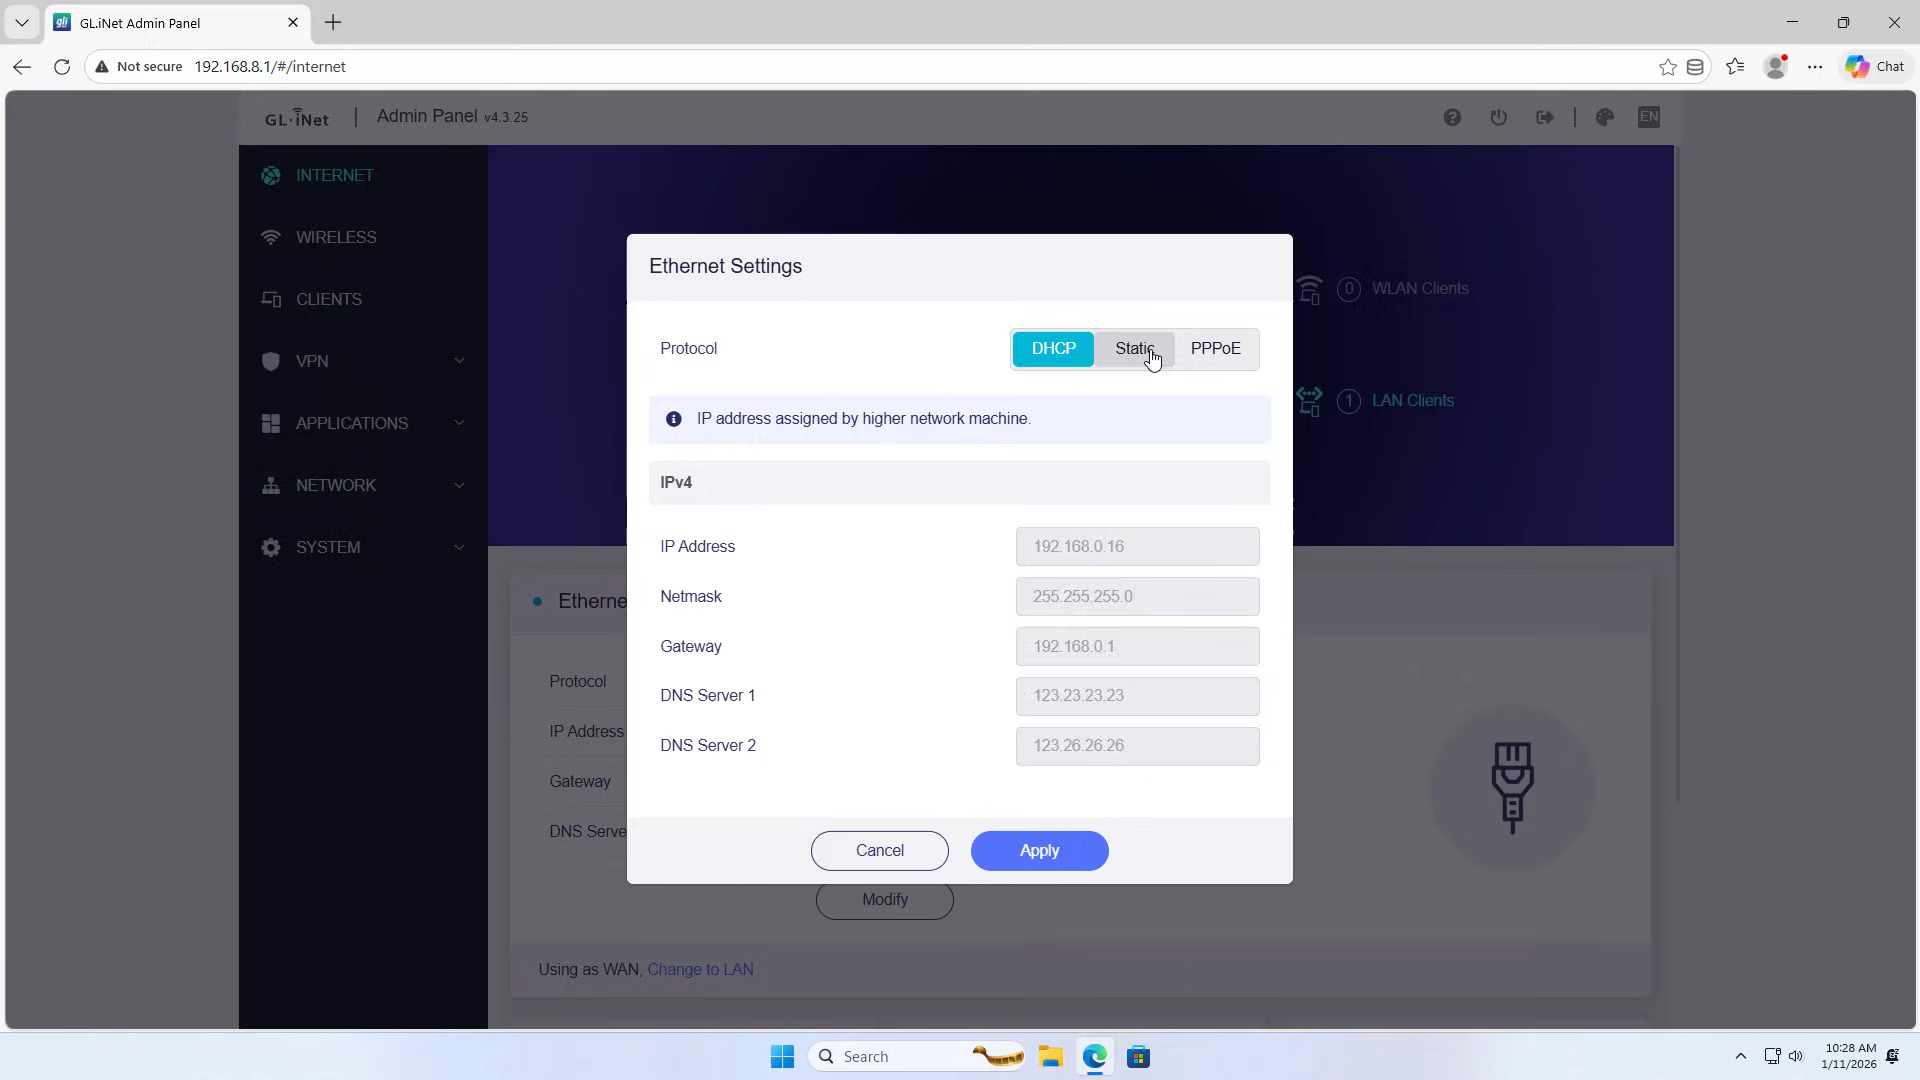 GL.iNet Admin Panel
Not secure 192.168.8.1/#/internet
Chat
GL·iNet | Admin Panel v4.3.25
EN
INTERNET
WIRELESS
CLIENTS
VPN
APPLICATIONS
NETWORK
SYSTEM
0 WLAN Clients
1 LAN Clients
Ethernet Settings
Protocol
DHCP Static PPPoE
IP address assigned by higher network machine.
IPv4
IP Address 192.168.0.16
Netmask 255.255.255.0
Gateway 192.168.0.1
DNS Server 1 123.23.23.23
DNS Server 2 123.26.26.26
Cancel Apply
Etherne
Protocol
IP Address
Gateway
DNS Serve
Modify
Using as WAN, Change to LAN
Search
10:28 AM
1/11/2026